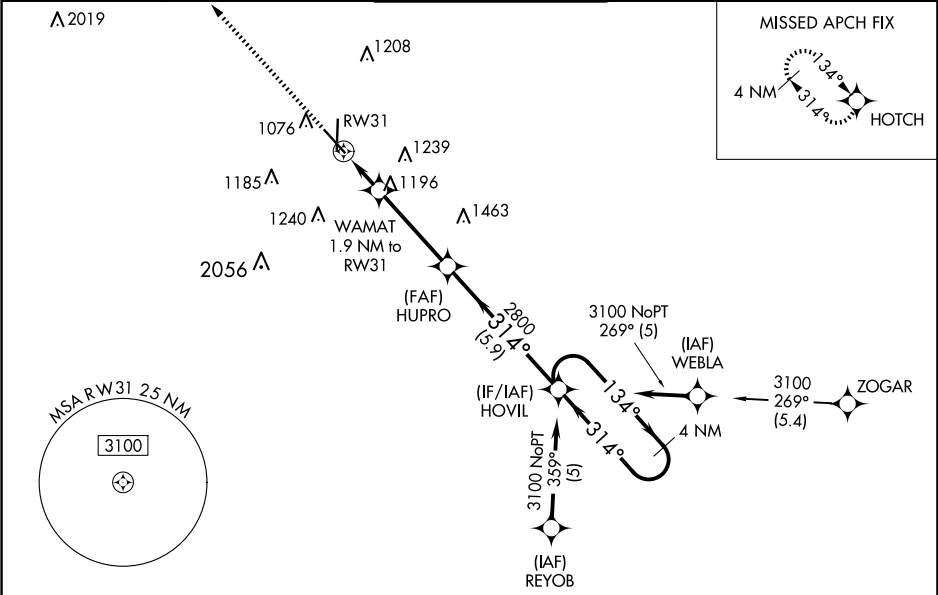 2019
1208
MISSED APCH FIX
134°
4 NM
314°
HOTCH
1076
RW31
1239
1185
1196
1240
1463
WAMAT
1.9 NM to
RW31
2056
(FAF)
HUPRO
2800
314°
(5.9)
3100 NoPT
269° (5)
(IAF)
WEBLA
(IF/IAF)
HOVIL
134°
314°
4 NM
3100
269°
(5.4)
ZOGAR
MSA RW31 25 NM
3100
3100 NoPT
359°
(5)
(IAF)
REYOB